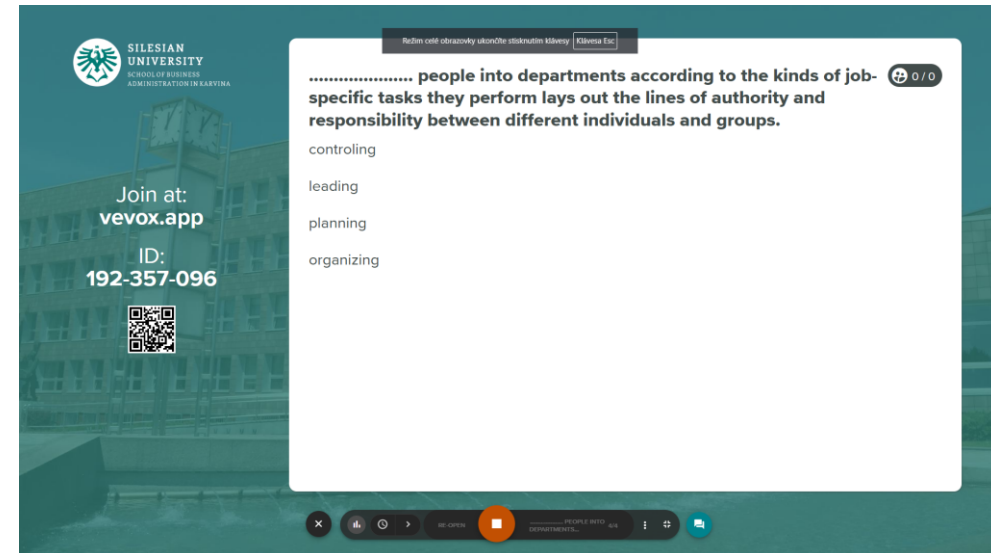 SILESIAN
UNIVERSITY
SCHOOL OF BUSINESS
ADMINISTRATION IN KARVINA
Join at:
vevox.app
ID:
192-357-096
Režim celé obrazovky ukončíte stisknutím klávesy Klávesa Esc
..................... people into departments according to the kinds of job-
specific tasks they perform lays out the lines of authority and
responsibility between different individuals and groups.
0/0
controling
leading
planning
organizing
RE-OPEN
..................... PEOPLE INTO
DEPARTMENTS...
4/4